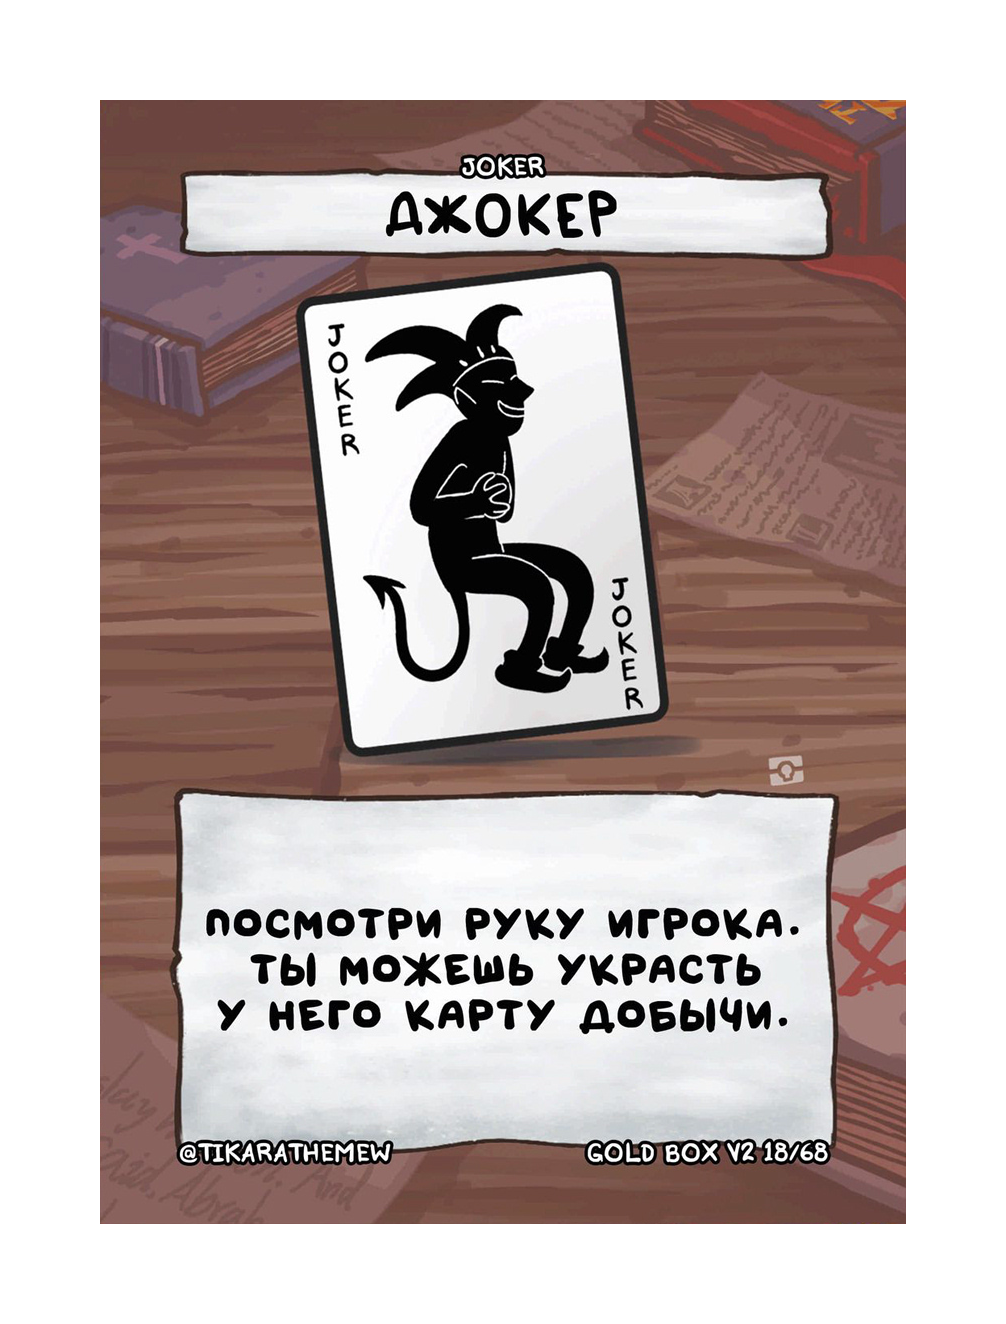 JOKER
ДЖОКЕР
JOKER
JOKER
ПОСМОТРИ РУКУ ИГРОКА.
ТЫ МОЖЕШЬ УКРАСТЬ
У НЕГО КАРТУ ДОБЫЧИ.
@TIKARATHEMEW
GOLD BOX V2 18/68